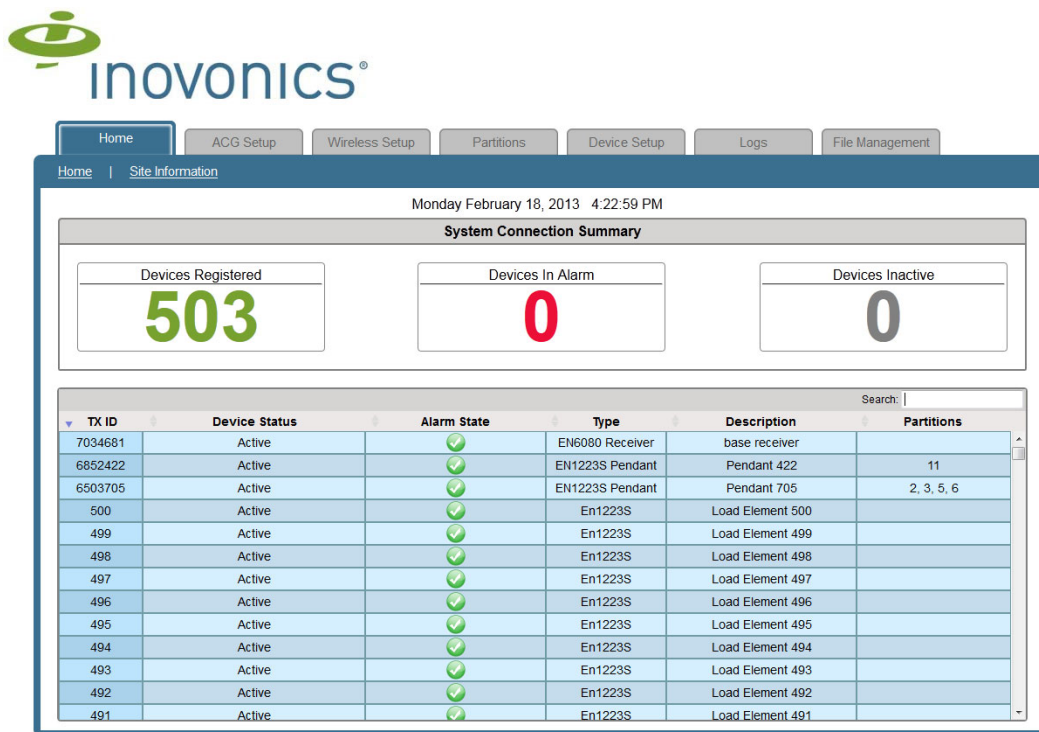 inovonics®
Home ACG Setup Wireless Setup Partitions Device Setup Logs File Management
Home | Site Information
Monday February 18, 2013 4:22:59 PM
System Connection Summary
Devices Registered Devices In Alarm Devices Inactive
503 0 0
Search:
TX ID Device Status Alarm State Type Description Partitions
7034681 Active EN6080 Receiver base receiver
6852422 Active EN1223S Pendant Pendant 422 11
6503705 Active EN1223S Pendant Pendant 705 2, 3, 5, 6
500 Active En1223S Load Element 500
499 Active En1223S Load Element 499
498 Active En1223S Load Element 498
497 Active En1223S Load Element 497
496 Active En1223S Load Element 496
495 Active En1223S Load Element 495
494 Active En1223S Load Element 494
493 Active En1223S Load Element 493
492 Active En1223S Load Element 492
491 Active En1223S Load Element 491